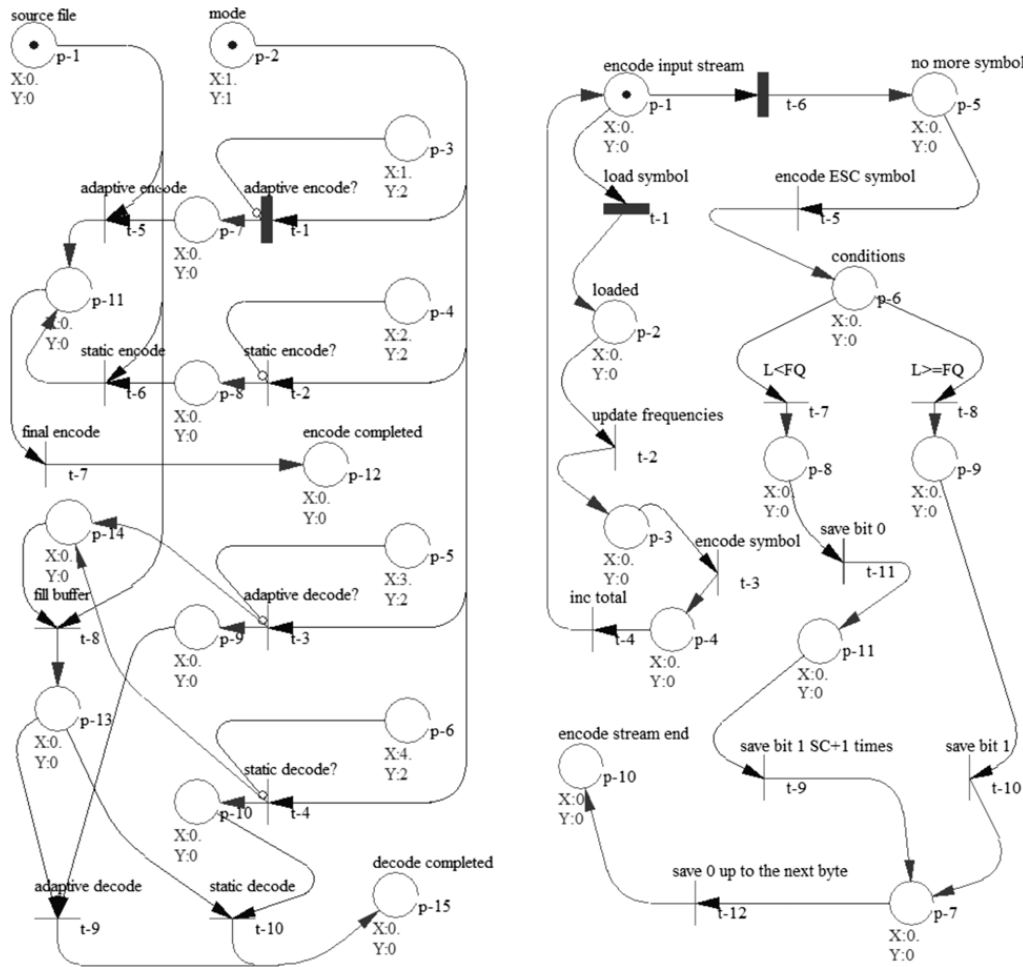 source file
p-1
X:0.
Y:0
mode
p-2
X:1.
Y:1
p-3
X:1.
Y:2
adaptive encode
t-5
p-7
X:0.
Y:0
adaptive encode?
t-1
p-11
X:0.
Y:0
p-4
X:2.
Y:2
static encode
t-6
p-8
X:0.
Y:0
static encode?
t-2
final encode
t-7
encode completed
p-12
X:0.
Y:0
p-14
X:0.
Y:0
p-5
X:3.
Y:2
fill buffer
t-8
p-9
X:0.
Y:0
adaptive decode?
t-3
p-13
X:0.
Y:0
p-6
X:4.
Y:2
static decode?
t-4
p-10
X:0.
Y:0
adaptive decode
t-9
static decode
t-10
decode completed
p-15
X:0.
Y:0
encode input stream
p-1
X:0.
Y:0
t-6
no more symbol
p-5
X:0.
Y:0
load symbol
t-1
encode ESC symbol
t-5
loaded
p-2
X:0.
Y:0
conditions
p-6
X:0.
Y:0
L<FQ
t-7
L>=FQ
t-8
update frequencies
t-2
p-8
X:0.
Y:0
p-9
X:0.
Y:0
p-3
X:0.
Y:0
encode symbol
t-3
save bit 0
t-11
inc total
t-4
p-4
X:0.
Y:0
p-11
X:0.
Y:0
encode stream end
p-10
X:0
Y:0
save bit 1 SC+1 times
t-9
save bit 1
t-10
save 0 up to the next byte
t-12
p-7
X:0.
Y:0